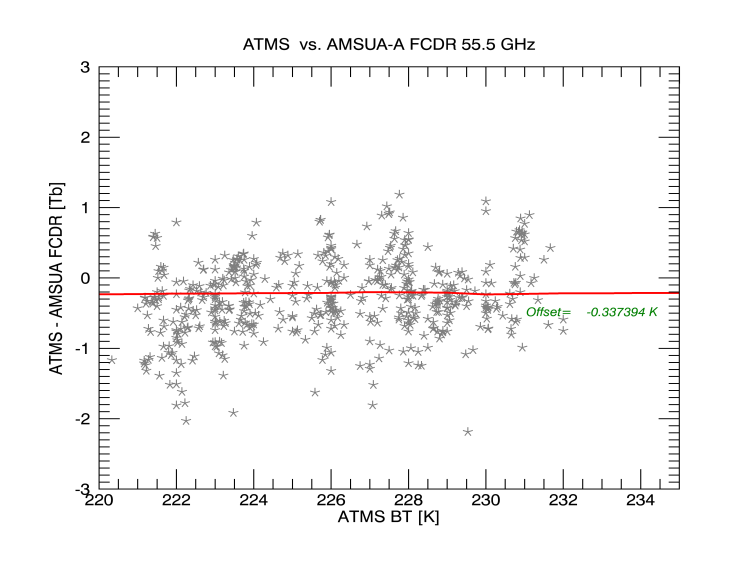 ATMS  vs. AMSUA-A FCDR 55.5 GHz
3
2
1
0
-1
-2
-3
ATMS - AMSUA FCDR [Tb]
Offset=    -0.337394 K
220 222 224 226 228 230 232 234
ATMS BT [K]